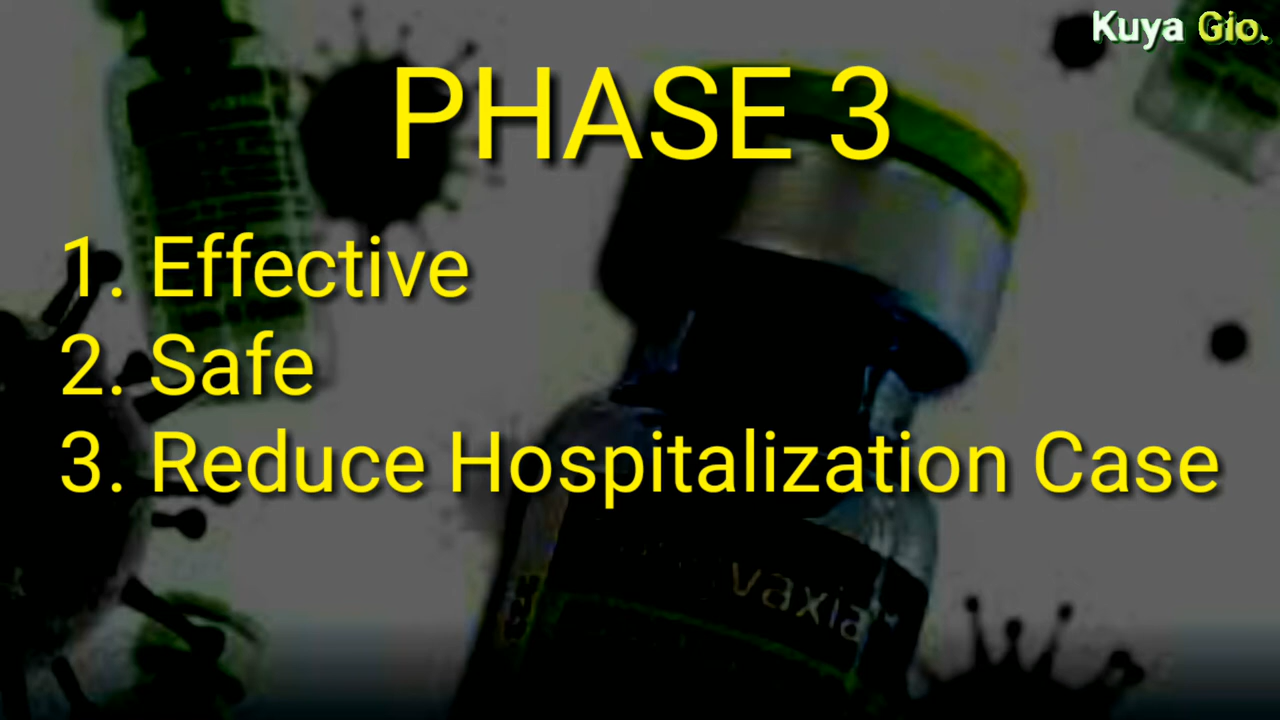 Kuya Gio.
PHASE 3
1. Effective
2. Safe
3. Reduce Hospitalization Case
vaxia